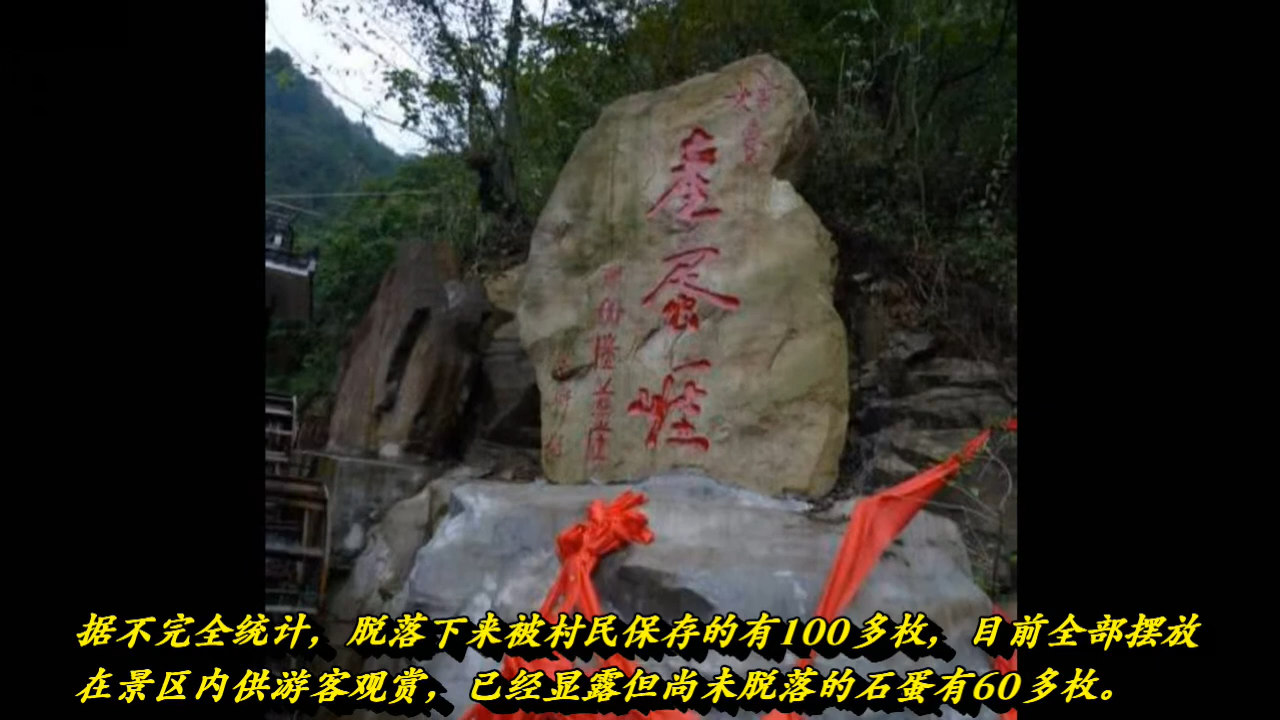 産蛋崖
据不完全统计，脱落下来被村民保存的有100多枚，目前全部摆放
在景区内供游客观赏，已经显露但尚未脱落的石蛋有60多枚。